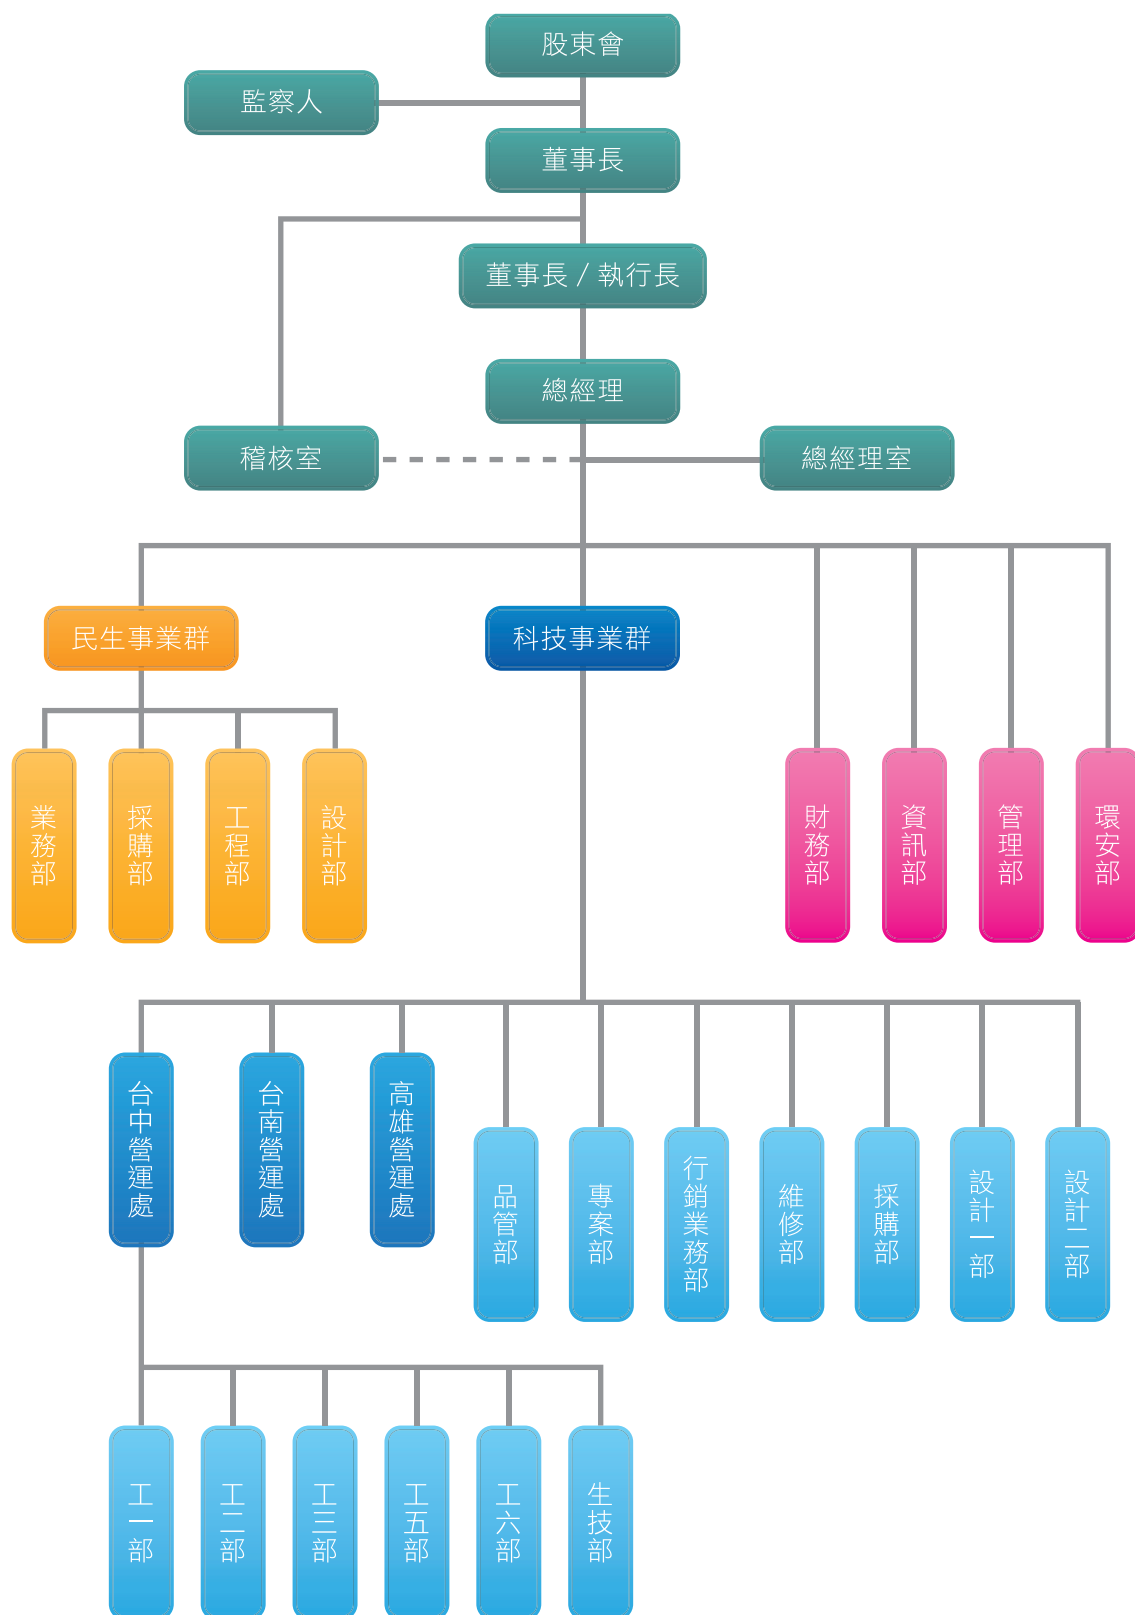 股東會
監察人
董事長
董事長 / 執行長
總經理
稽核室
總經理室
民生事業群
科技事業群
業務部
採購部
工程部
設計部
財務部
資訊部
管理部
環安部
台中營運處
台南營運處
高雄營運處
品管部
專案部
行銷業務部
維修部
採購部
設計一部
設計二部
工一部
工二部
工三部
工五部
工六部
生技部